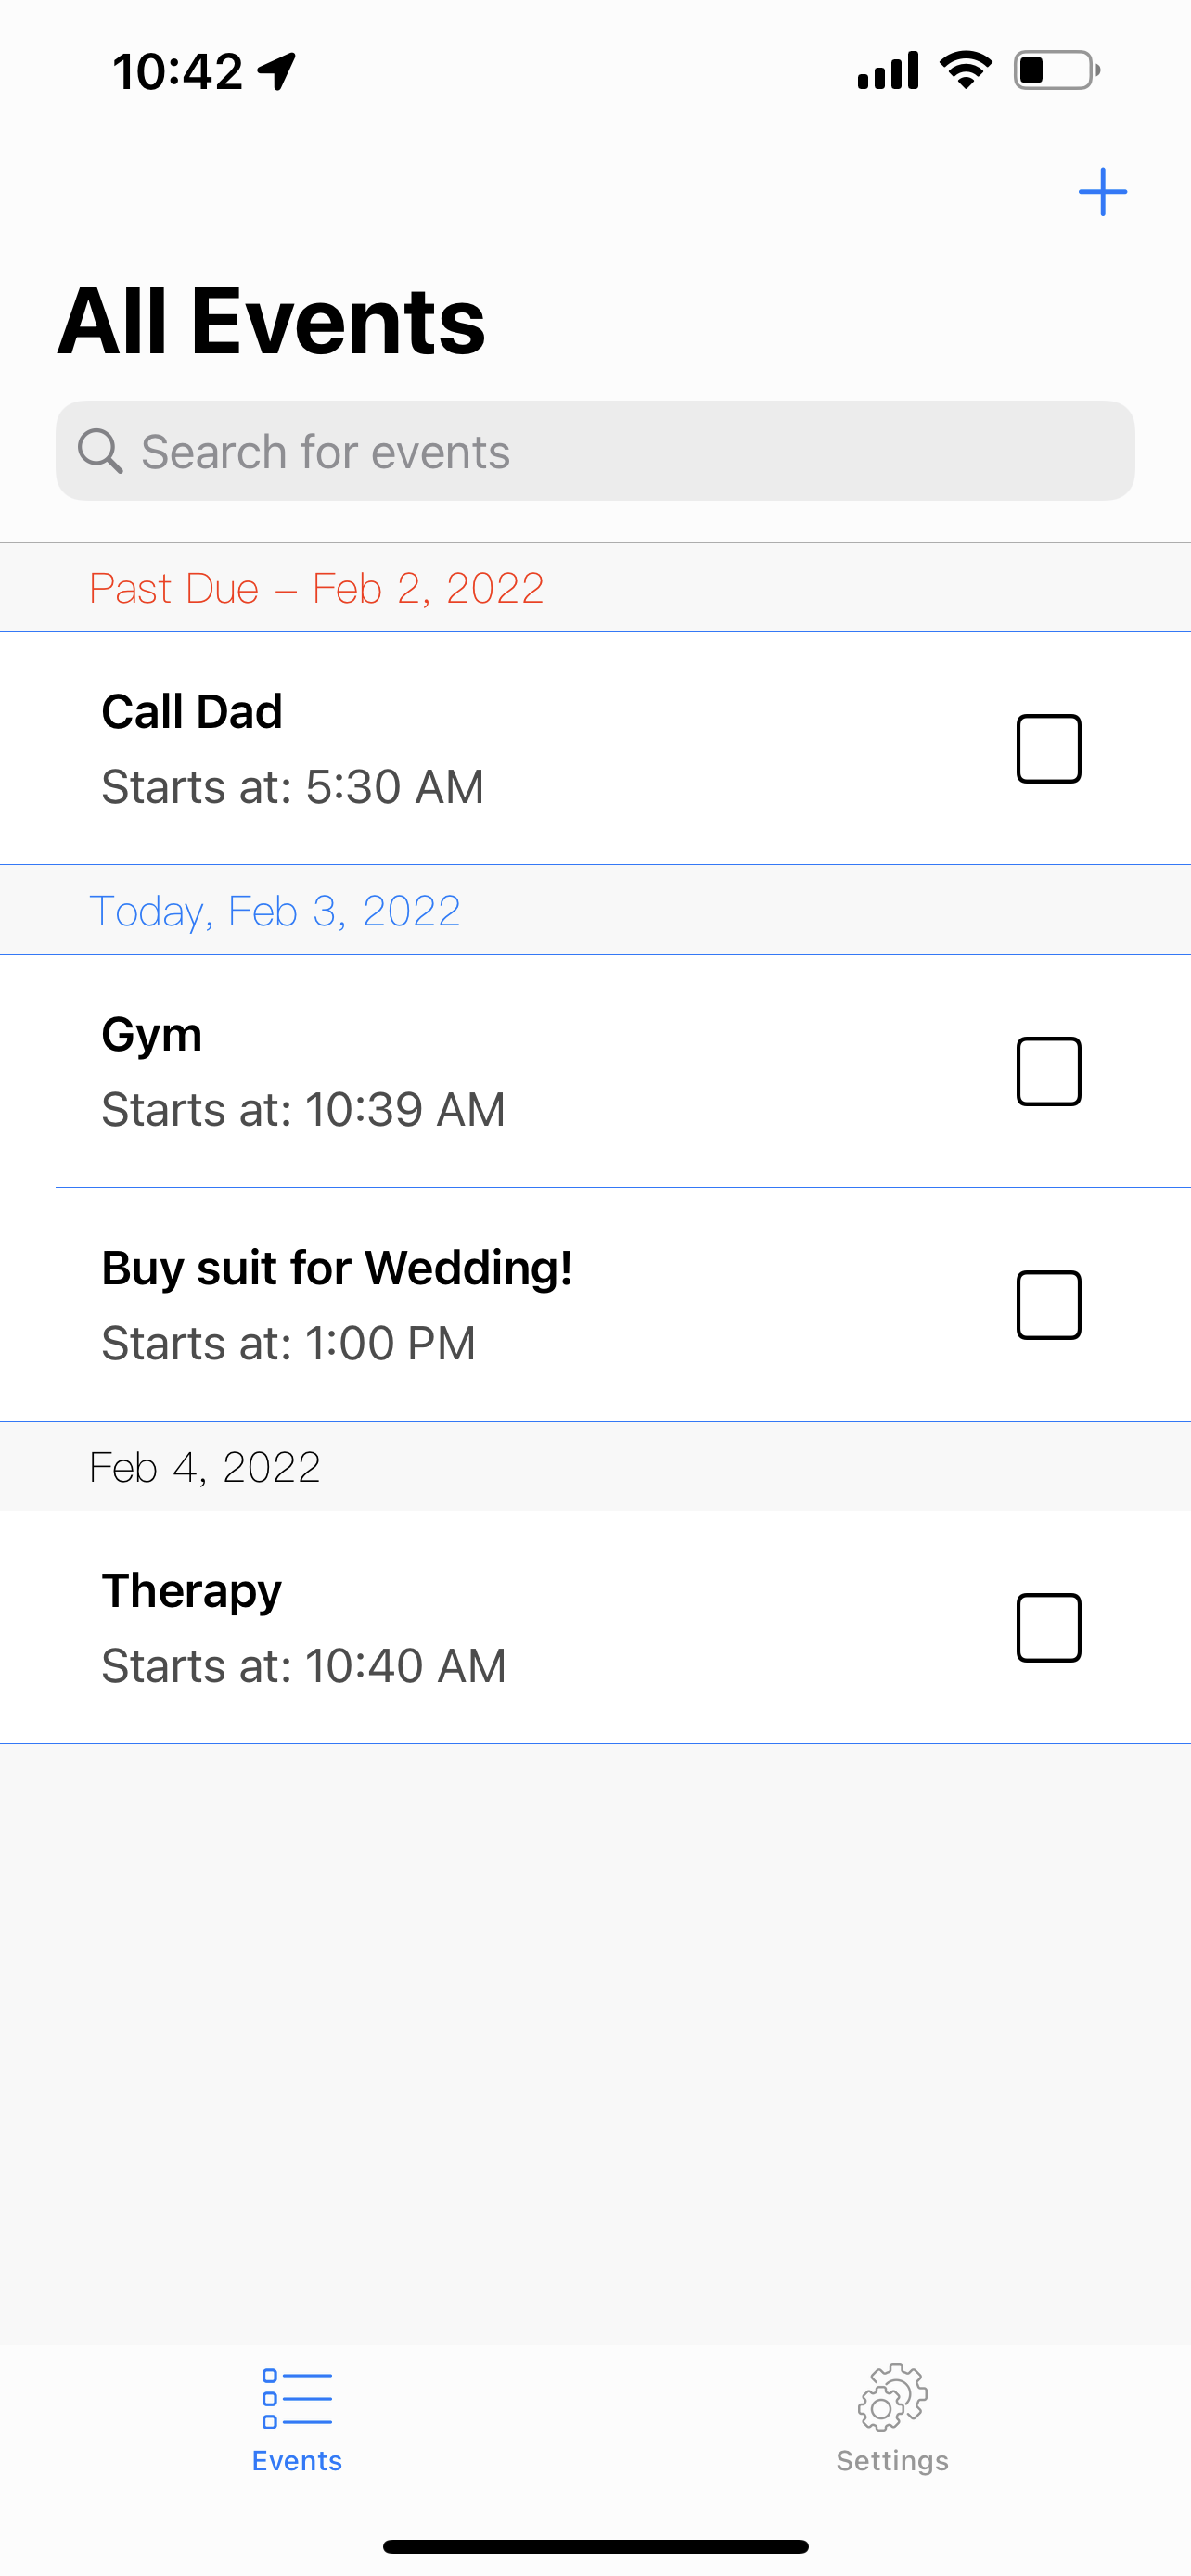 10:42
All Events
Search for events
Past Due – Feb 2, 2022
Call Dad
Starts at: 5:30 AM
Today, Feb 3, 2022
Gym
Starts at: 10:39 AM
Buy suit for Wedding!
Starts at: 1:00 PM
Feb 4, 2022
Therapy
Starts at: 10:40 AM
Events
Settings